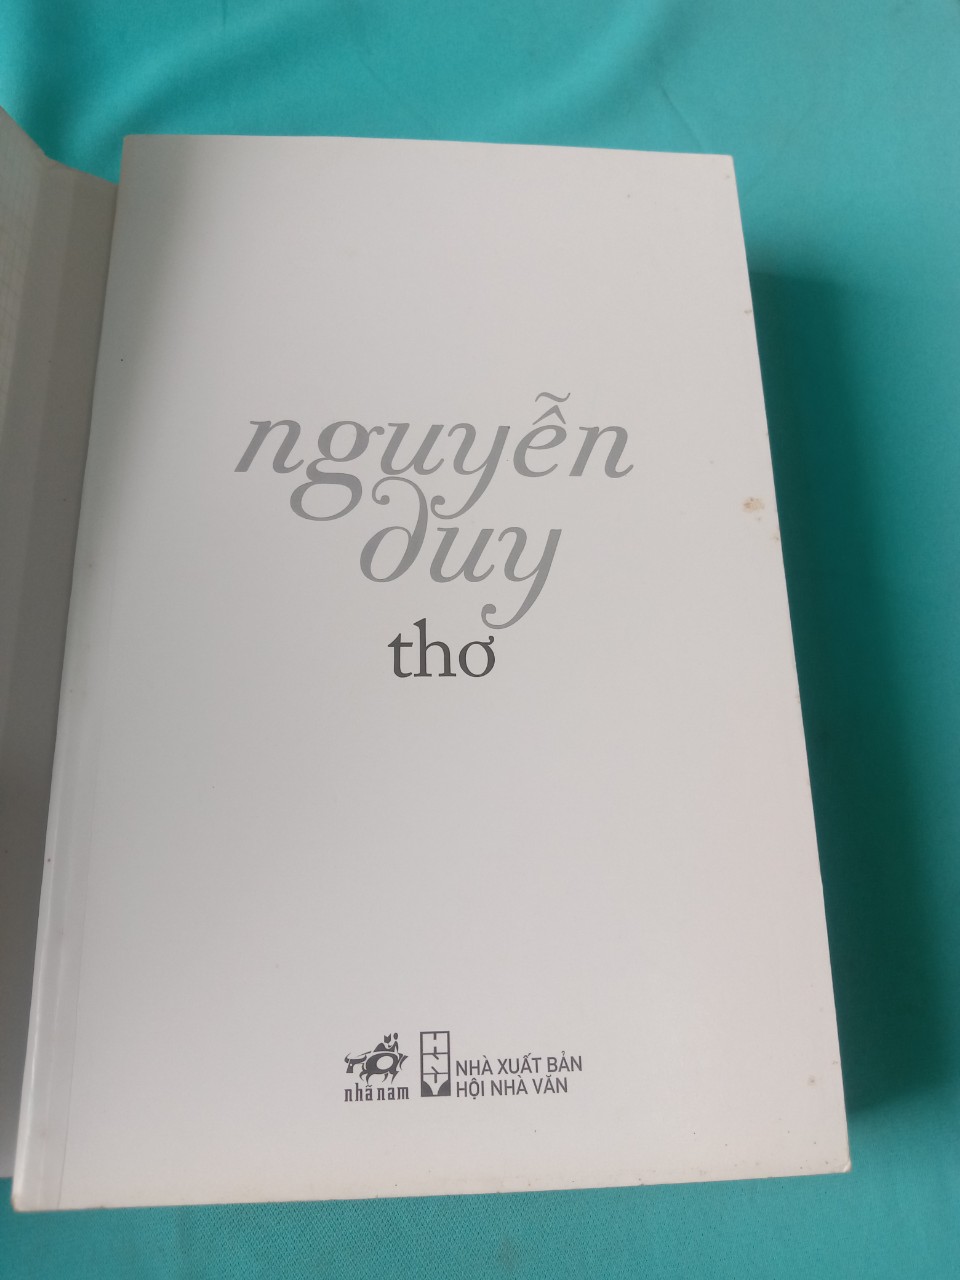 nguyễn
duy
thơ
nhã nam
NHÀ XUẤT BẢN
HỘI NHÀ VĂN